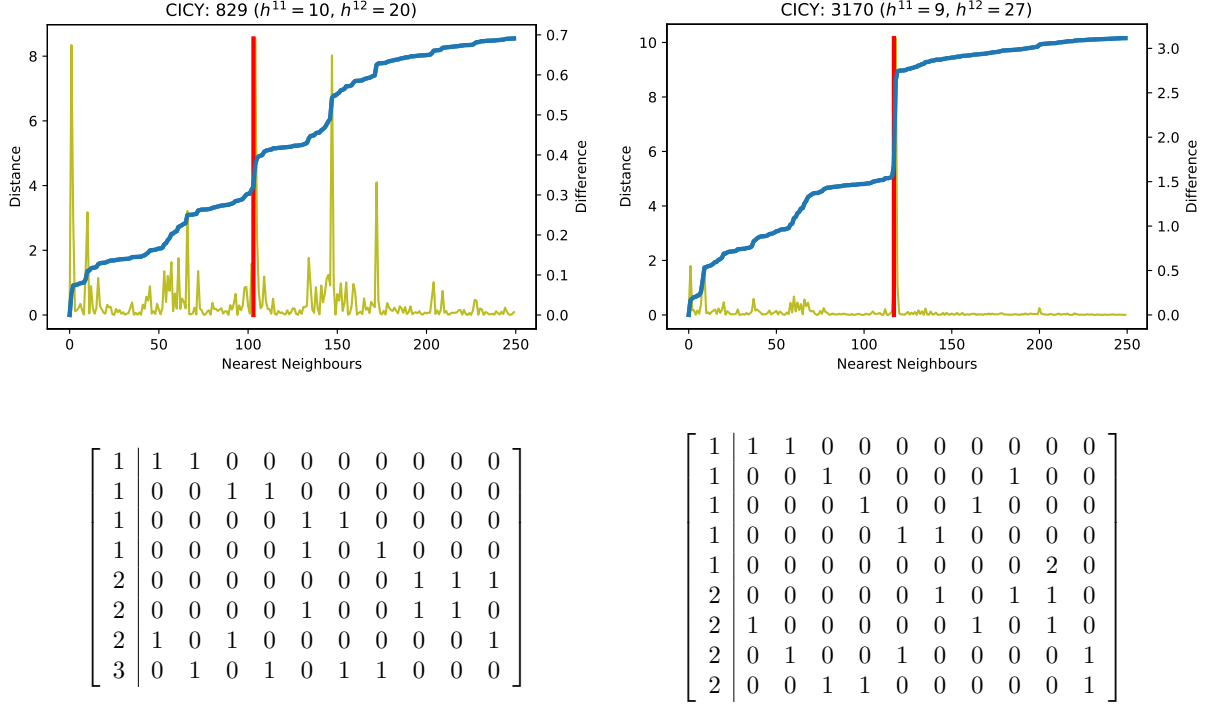 CICY: 829 (h¹¹ = 10, h¹² = 20)
8
6
4
2
0
Distance
0.7
0.6
0.5
0.4
0.3
0.2
0.1
0.0
Difference
0 50 100 150 200 250
Nearest Neighbours
CICY: 3170 (h¹¹ = 9, h¹² = 27)
10
8
6
4
2
0
Distance
3.0
2.5
2.0
1.5
1.0
0.5
0.0
Difference
0 50 100 150 200 250
Nearest Neighbours
1 1 1 0 0 0 0 0 0 0 0
1 0 0 1 1 0 0 0 0 0 0
1 0 0 0 0 1 1 0 0 0 0
1 0 0 0 0 1 0 1 0 0 0
2 0 0 0 0 0 0 0 1 1 1
2 0 0 0 0 1 0 0 1 1 0
2 1 0 1 0 0 0 0 0 0 1
3 0 1 0 1 0 1 1 0 0 0
1 1 1 0 0 0 0 0 0 0 0
1 0 0 1 0 0 0 0 1 0 0
1 0 0 0 1 0 0 1 0 0 0
1 0 0 0 0 1 1 0 0 0 0
1 0 0 0 0 0 0 0 0 2 0
2 0 0 0 0 0 1 0 1 1 0
2 1 0 0 0 0 0 1 0 1 0
2 0 1 0 0 1 0 0 0 0 1
2 0 0 1 1 0 0 0 0 0 1